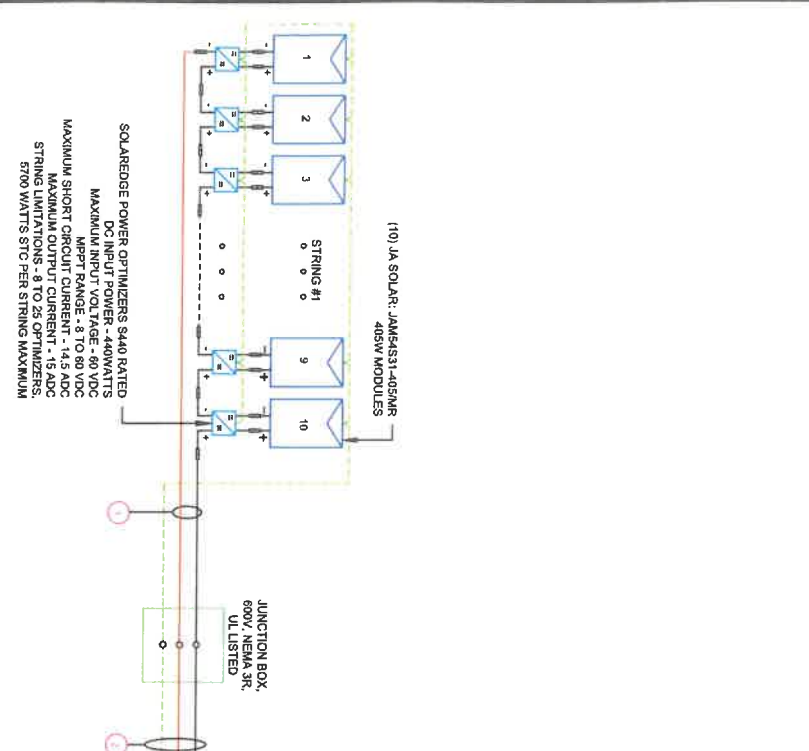 (10) JA SOLAR: JAM54S31-405/MR
405W MODULES
1
2
3
9
10
STRING #1
- +
- +
- +
- +
- +
- +
- +
- +
- +
- +
SOLAREDGE POWER OPTIMIZERS S440 RATED
DC INPUT POWER - 440WATTS
MAXIMUM INPUT VOLTAGE - 60 VDC
MPPT RANGE - 8 TO 60 VDC
MAXIMUM SHORT CIRCUIT CURRENT - 14.5 ADC
MAXIMUM OUTPUT CURRENT - 15 ADC
STRING LIMITATIONS - 8 TO 25 OPTIMIZERS,
5700 WATTS STC PER STRING MAXIMUM
JUNCTION BOX,
600V, NEMA 3R,
UL LISTED
1
2